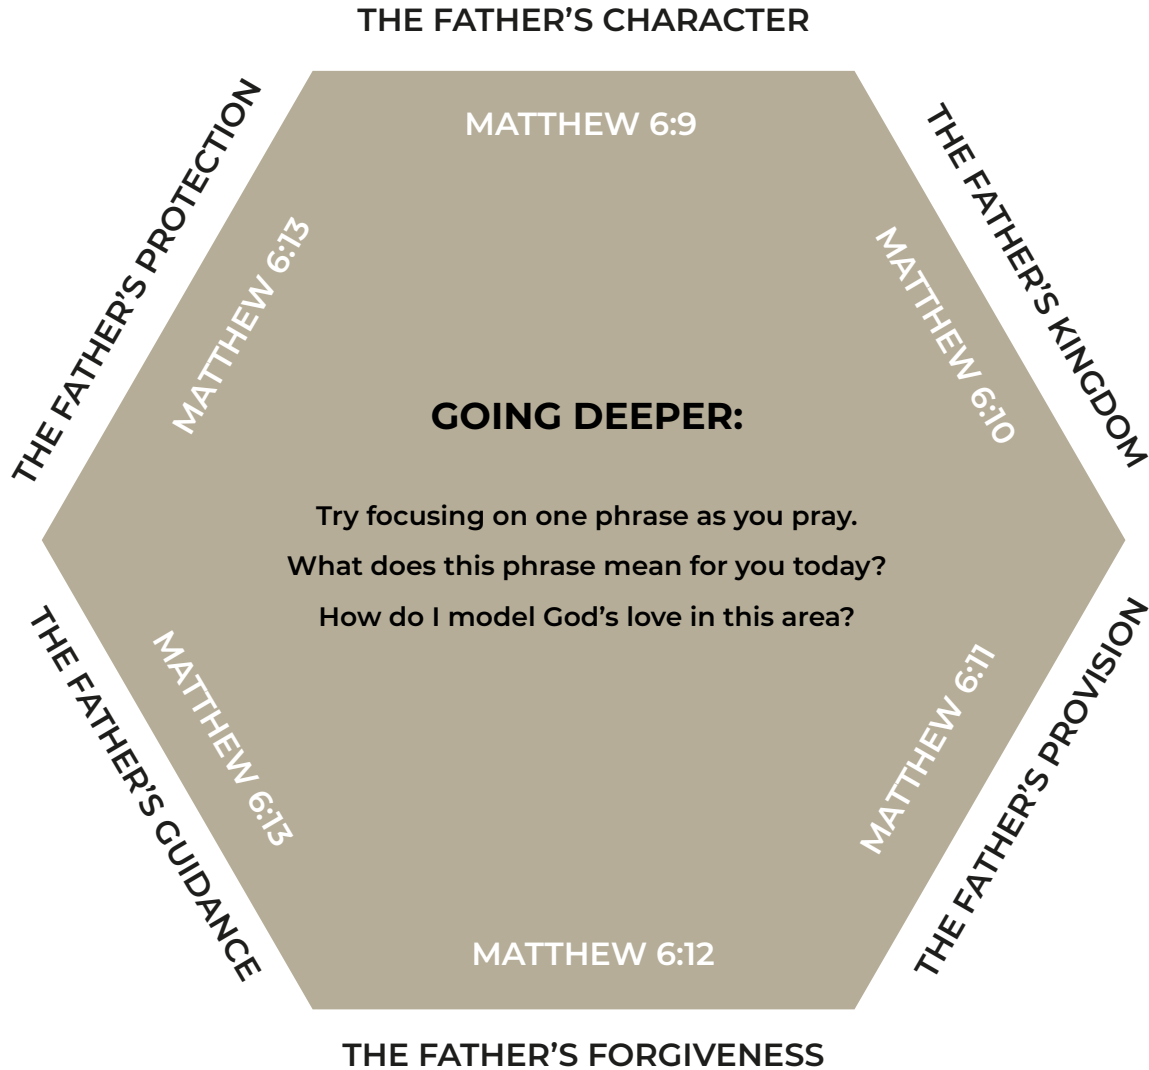 THE FATHER’S CHARACTER
MATTHEW 6:9
THE FATHER’S KINGDOM
MATTHEW 6:10
THE FATHER’S PROVISION
MATTHEW 6:11
THE FATHER’S FORGIVENESS
MATTHEW 6:12
THE FATHER’S GUIDANCE
MATTHEW 6:13
THE FATHER’S PROTECTION
MATTHEW 6:13
GOING DEEPER:
Try focusing on one phrase as you pray.
What does this phrase mean for you today?
How do I model God’s love in this area?